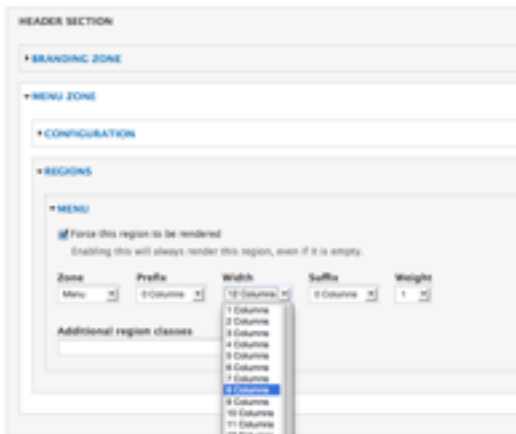 HEADER SECTION
BRANDING ZONE
MENU ZONE
CONFIGURATION
REGIONS
MENU
Force this region to be rendered
Enabling this will always render this region, even if it is empty.
Zone Prefix Width Suffix Weight
Menu 0 Columns 12 Columns 0 Columns 1
1 Columns
2 Columns
Additional region classes
3 Columns
4 Columns
5 Columns
6 Columns
7 Columns
8 Columns
9 Columns
10 Columns
11 Columns